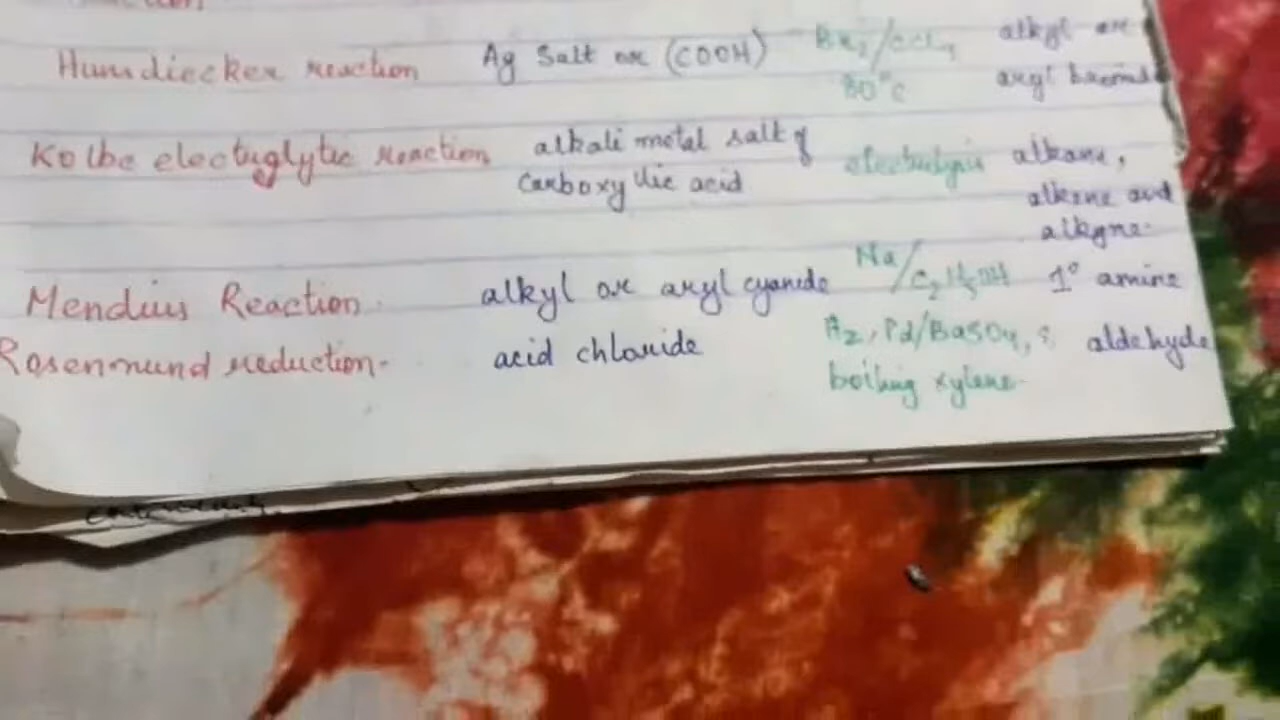 Hunsdiecker reaction Ag Salt or (COOH) Br2/CCl4 alkyl or
80°C aryl bromide
Kolbe electrolytic reaction alkali metal salt of electrolysis alkane,
Carboxylic acid alkene and
alkyne.
Mendius Reaction. alkyl or aryl cyanide Na/C2H5OH 1° amine
Rosenmund reduction. acid chloride H2, Pd/BaSO4, S aldehyde
boiling xylene.